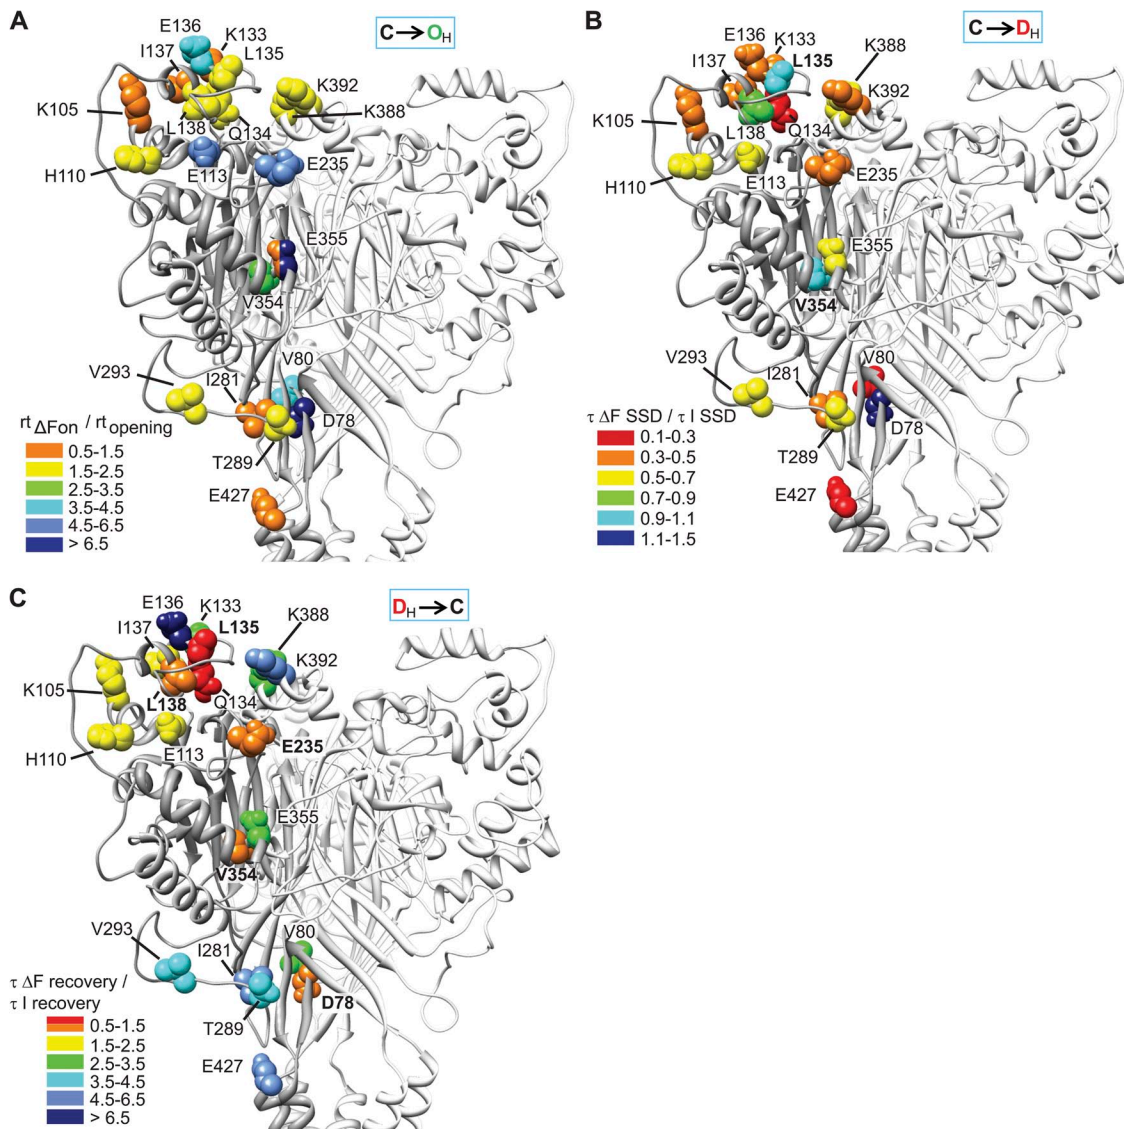 A
C→OH
E136
K133
I137
L135
K392
K105
K388
L138
Q134
E235
H110
E113
E355
V354
V80
V293
I281
D78
T289
E427
rt ΔFon / rt opening
0.5-1.5
1.5-2.5
2.5-3.5
3.5-4.5
4.5-6.5
> 6.5
B
C→DH
E136
K133
K388
I137
L135
K392
K105
L138
Q134
H110
E113
E235
E355
V354
V80
V293
I281
D78
T289
E427
τ ΔF SSD / τ I SSD
0.1-0.3
0.3-0.5
0.5-0.7
0.7-0.9
0.9-1.1
1.1-1.5
C
DH→C
E136
K133
K388
I137
L135
K392
K105
L138
Q134
H110
E113
E235
E355
V354
V80
V293
I281
D78
T289
E427
τ ΔF recovery /
τ I recovery
0.5-1.5
1.5-2.5
2.5-3.5
3.5-4.5
4.5-6.5
> 6.5